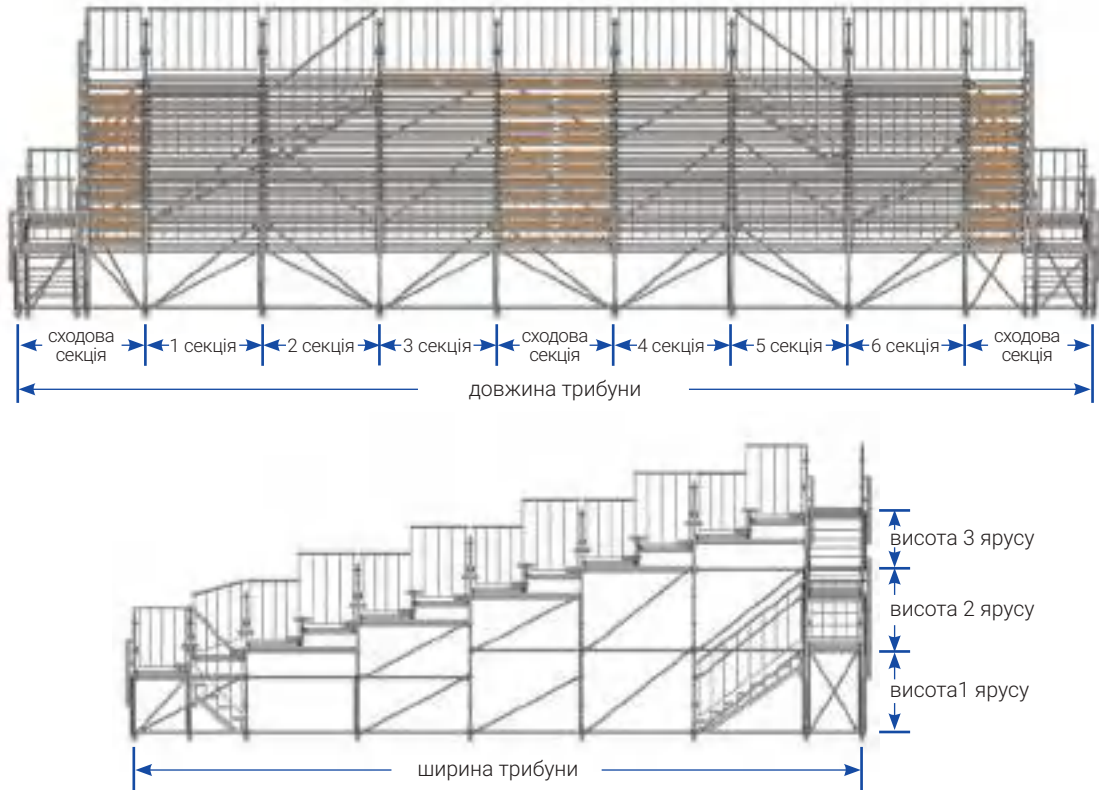 сходова
секція
1 секція
2 секція
3 секція
сходова
секція
4 секція
5 секція
6 секція
сходова
секція
довжина трибуни
висота 3 ярусу
висота 2 ярусу
висота1 ярусу
ширина трибуни